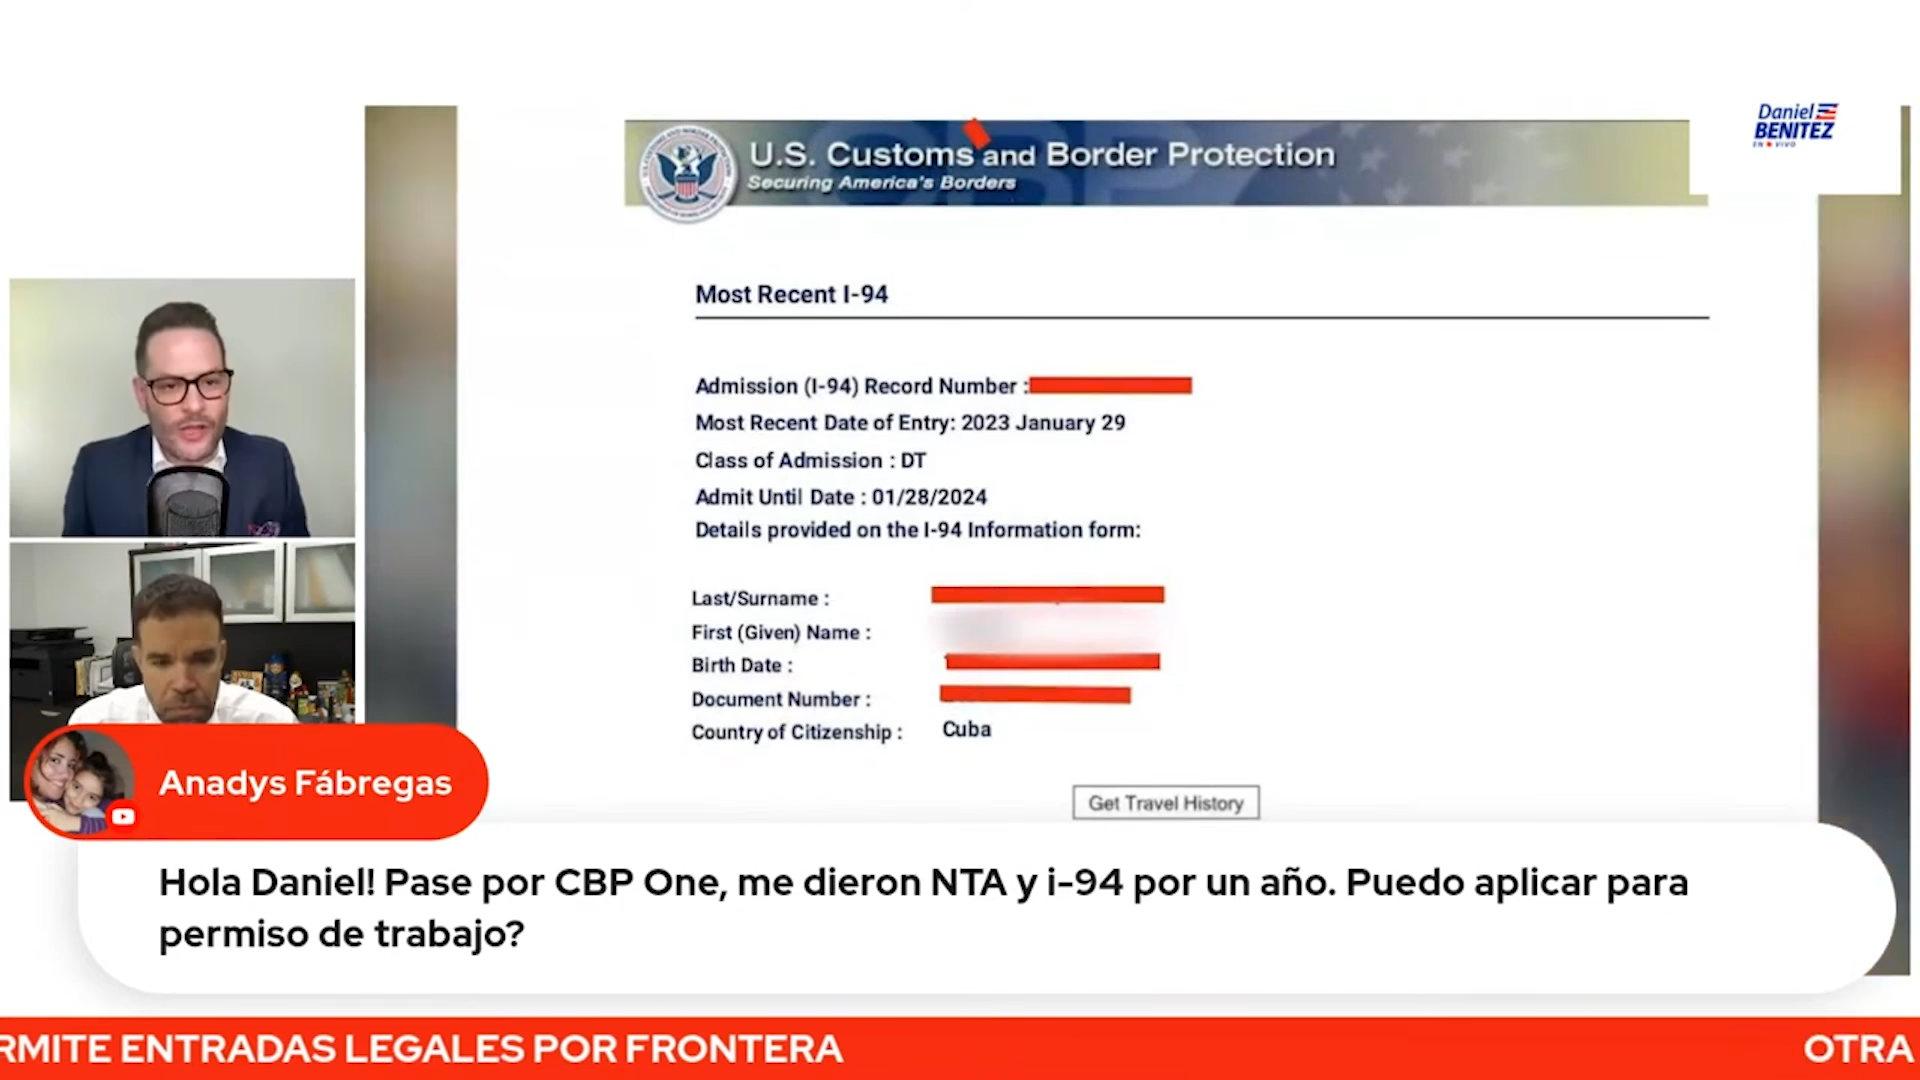 Daniel
BENITEZ
EN VIVO
U.S. Customs and Border Protection
Securing America's Borders
Most Recent I-94
Admission (I-94) Record Number :
Most Recent Date of Entry: 2023 January 29
Class of Admission : DT
Admit Until Date : 01/28/2024
Details provided on the I-94 Information form:
Last/Surname :
First (Given) Name :
Birth Date :
Document Number :
Country of Citizenship : Cuba
Get Travel History
Anadys Fábregas
Hola Daniel! Pase por CBP One, me dieron NTA y i-94 por un año. Puedo aplicar para
permiso de trabajo?
RMITE ENTRADAS LEGALES POR FRONTERA OTRA